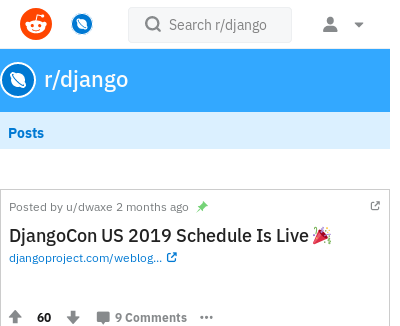 Search r/django
r/django
Posts
Posted by u/dwaxe 2 months ago
DjangoCon US 2019 Schedule Is Live🎉
djangoproject.com/weblog...
60 9 Comments